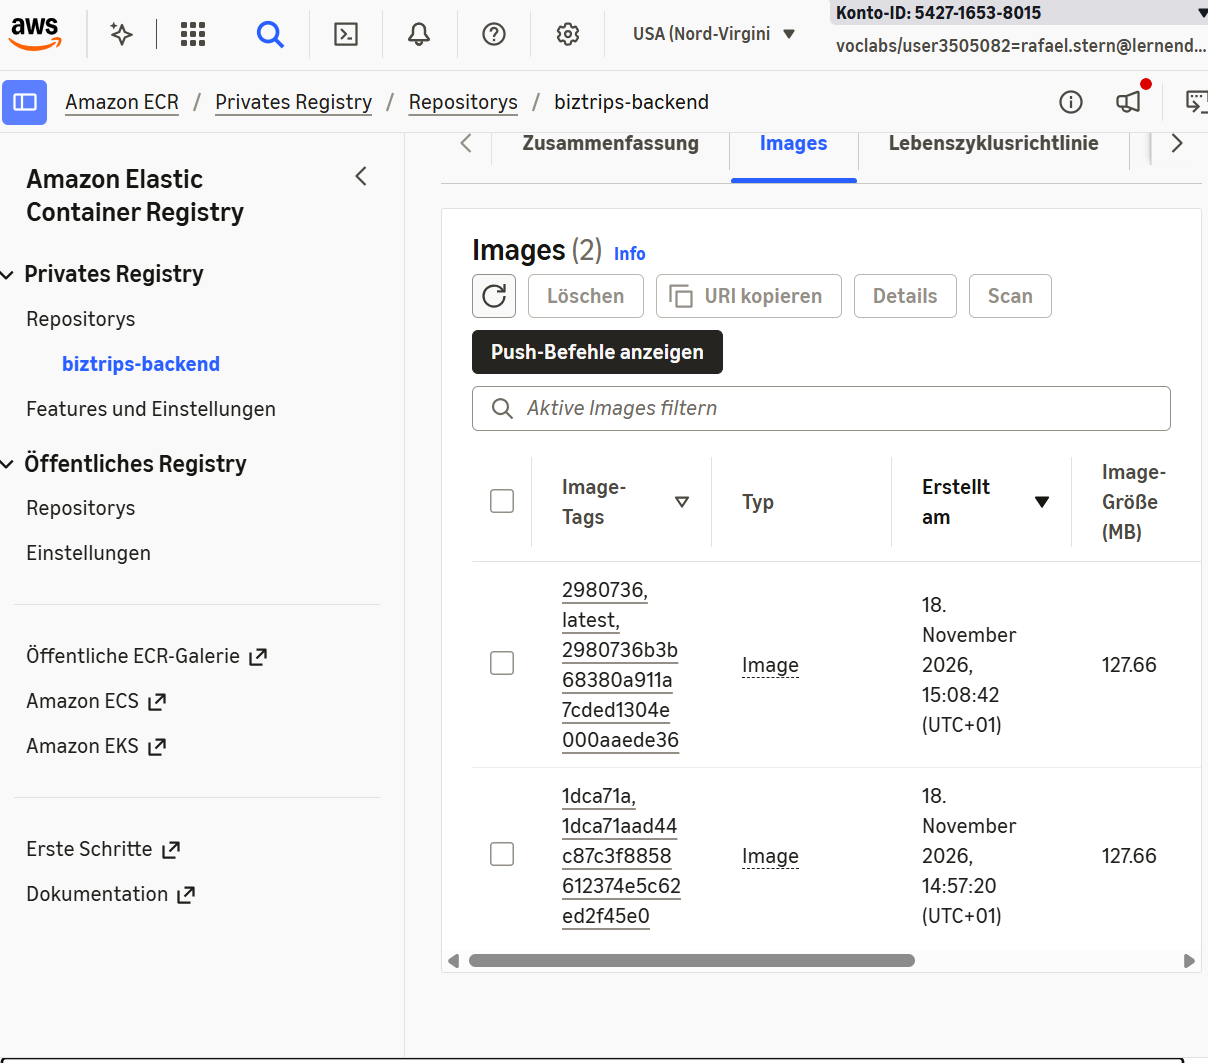 aws
USA (Nord-Virgini
Konto-ID: 5427-1653-8015
voclabs/user3505082=rafael.stern@lernend...
Amazon ECR / Privates Registry / Repositorys / biztrips-backend
Amazon Elastic
Container Registry
Privates Registry
Repositorys
biztrips-backend
Features und Einstellungen
Öffentliches Registry
Repositorys
Einstellungen
Öffentliche ECR-Galerie
Amazon ECS
Amazon EKS
Erste Schritte
Dokumentation
Zusammenfassung
Images
Lebenszyklusrichtlinie
Images (2) Info
Löschen
URI kopieren
Details
Scan
Push-Befehle anzeigen
Aktive Images filtern
Image-
Tags
Typ
Erstellt
am
Image-
Größe
(MB)
2980736,
latest,
2980736b3b
68380a911a
7cded1304e
000aaede36
Image
18.
November
2026,
15:08:42
(UTC+01)
127.66
1dca71a,
1dca71aad44
c87c3f8858
612374e5c62
ed2f45e0
Image
18.
November
2026,
14:57:20
(UTC+01)
127.66